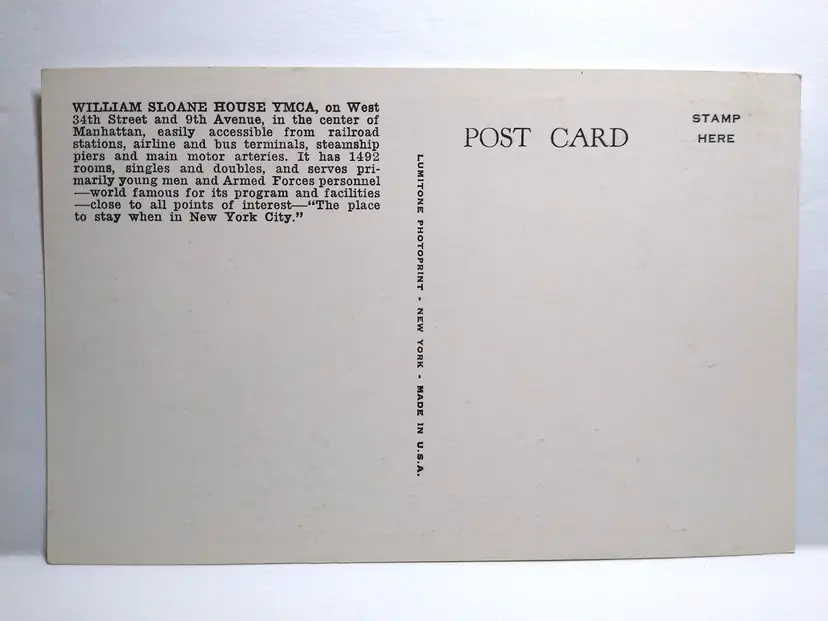 WILLIAM SLOANE HOUSE YMCA, on West
34th Street and 9th Avenue, in the center of
Manhattan, easily accessible from railroad
stations, airline and bus terminals, steamship
piers and main motor arteries. It has 1492
rooms, singles and doubles, and serves pri-
marily young men and Armed Forces personnel
—world famous for its program and facilities
—close to all points of interest—“The place
to stay when in New York City.”
LUMITONE PHOTOPRINT - NEW YORK - MADE IN U.S.A.
POST CARD
STAMP
HERE